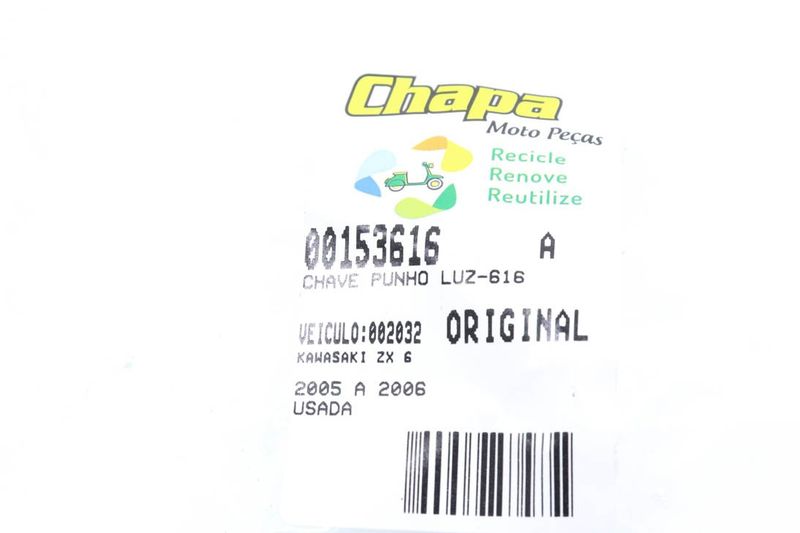 Chapa
Moto Peças
Recicle
Renove
Reutilize
00153616 A
CHAVE PUNHO LUZ-616
VEICULO:002032 ORIGINAL
KAWASAKI ZX 6
2005 A 2006
USADA